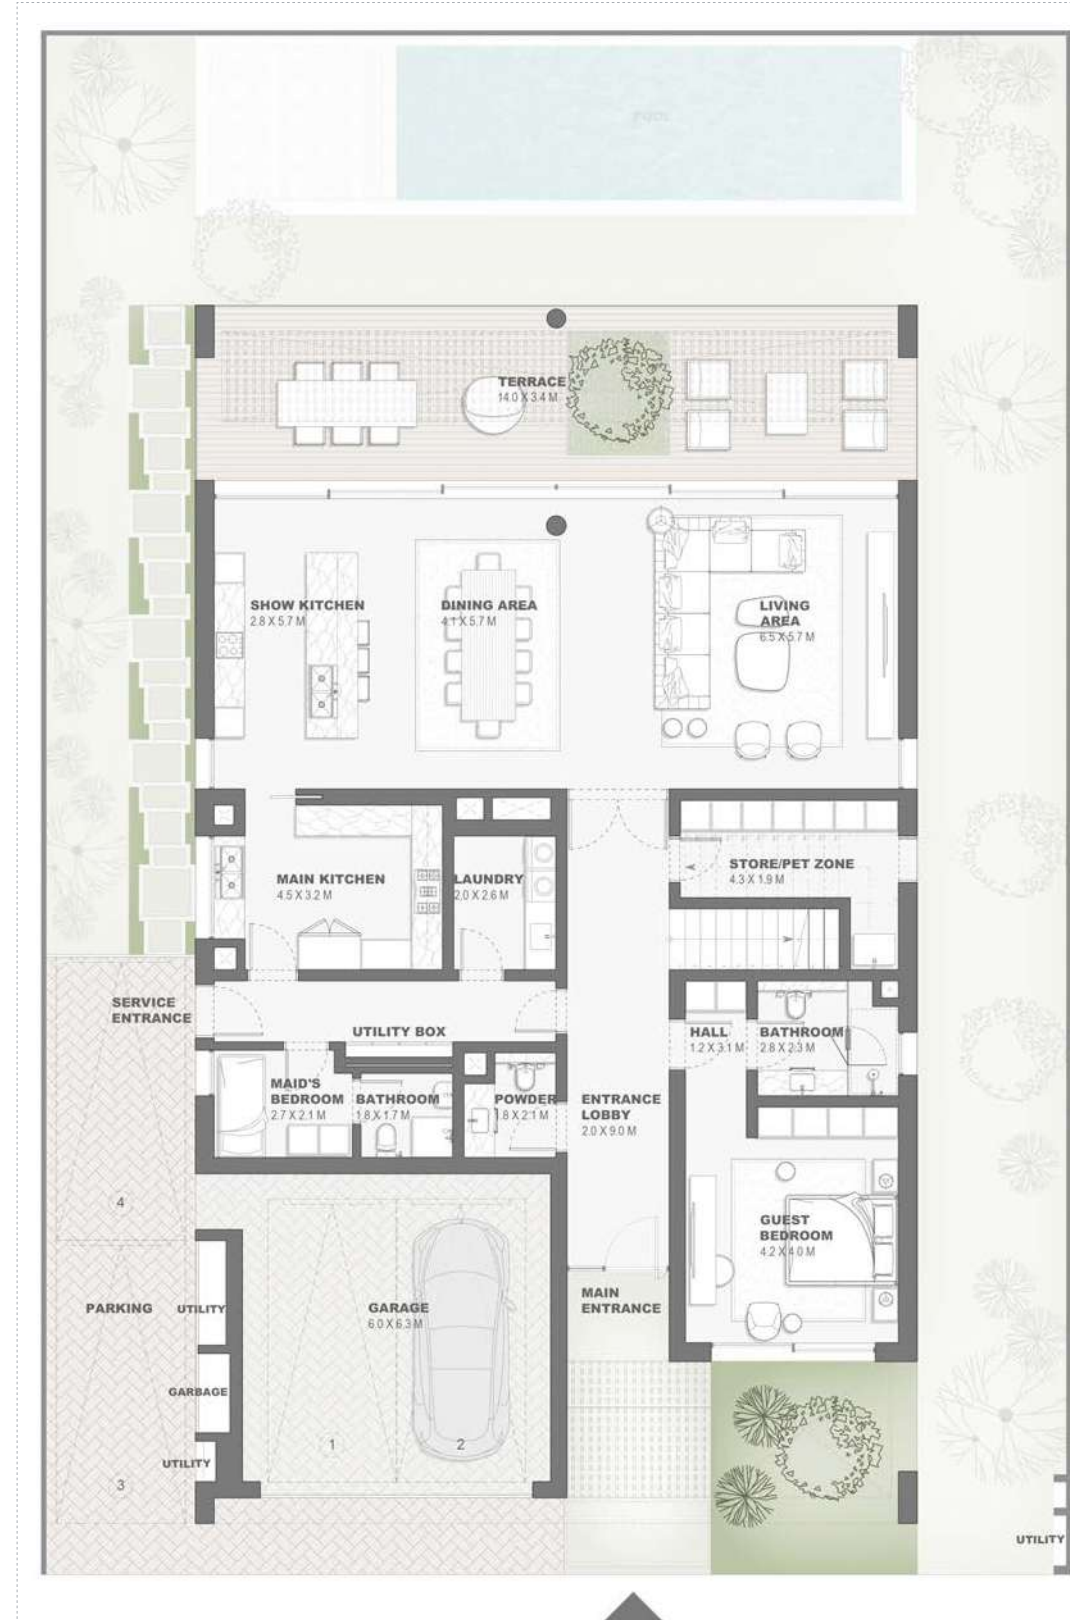 POOL
TERRACE
14.0 X 3.4 M
SHOW KITCHEN
2.8 X 5.7 M
DINING AREA
4.1 X 5.7 M
LIVING
AREA
6.5 X 5.7 M
MAIN KITCHEN
4.5 X 3.2 M
LAUNDRY
2.0 X 2.6 M
STORE/PET ZONE
4.3 X 1.9 M
SERVICE
ENTRANCE
UTILITY BOX
HALL
1.2 X 3.1 M
BATHROOM
2.8 X 2.3 M
MAID'S
BEDROOM
2.7 X 2.1 M
BATHROOM
1.8 X 1.7 M
POWDER
1.8 X 2.1 M
ENTRANCE
LOBBY
2.0 X 9.0 M
4
GUEST
BEDROOM
4.2 X 4.0 M
PARKING
UTILITY
GARAGE
6.0 X 6.3 M
MAIN
ENTRANCE
GARBAGE
1
2
UTILITY
3
UTILITY